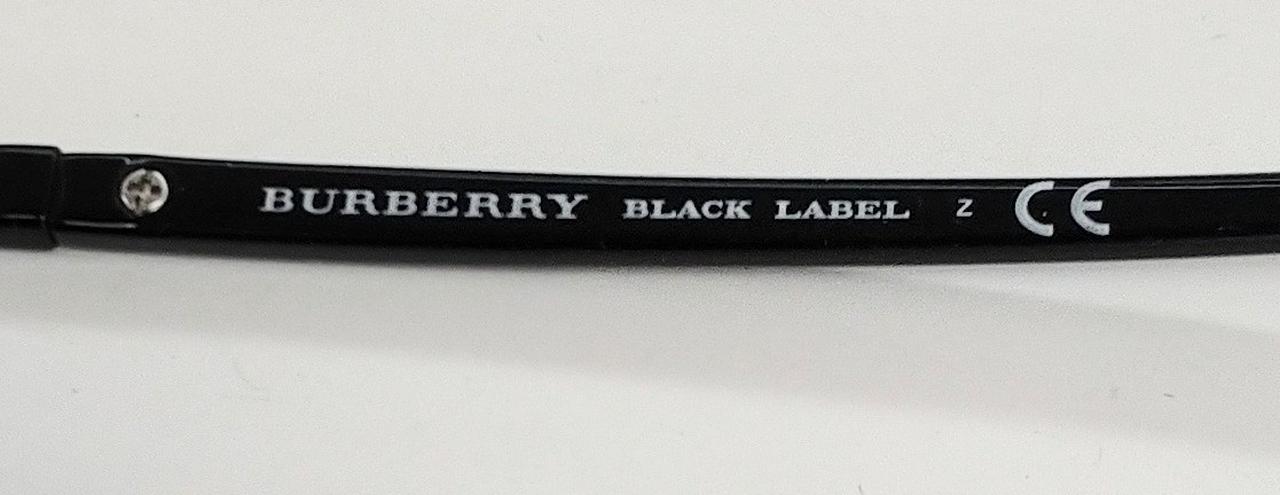 BURBERRY BLACK LABEL Z CE